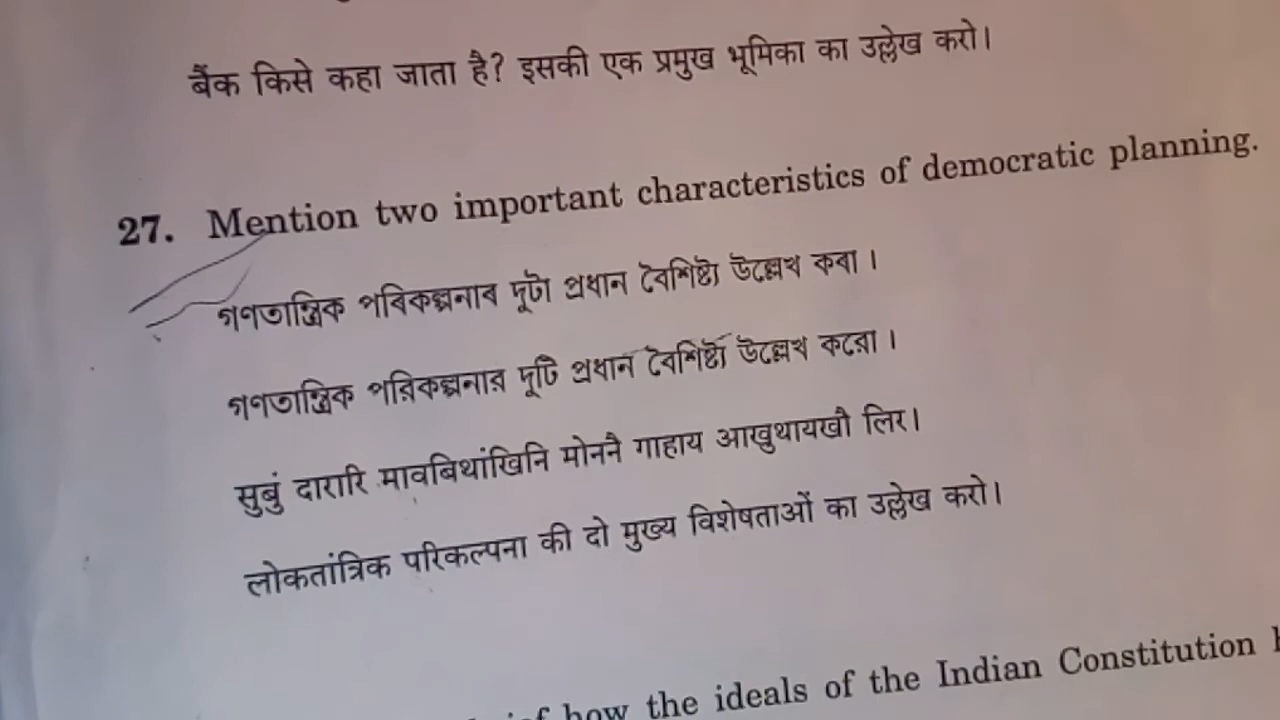 बैंक किसे कहा जाता है? इसकी एक प्रमुख भूमिका का उल्लेख करो।
27. Mention two important characteristics of democratic planning.
গণতান্ত্রিক পৰিকল্পনাৰ দুটা প্ৰধান বৈশিষ্ট্য উল্লেখ কৰা ।
গণতান্ত্রিক পরিকল্পনার দুটি প্রধান বৈশিষ্ট্য উল্লেখ করো ।
सुबुं दारारि मावबिथांखिनि मोननै गाहाय आखुथायखौ लिर।
लोकतांत्रिक परिकल्पना की दो मुख्य विशेषताओं का उल्लेख करो।
how the ideals of the Indian Constitution